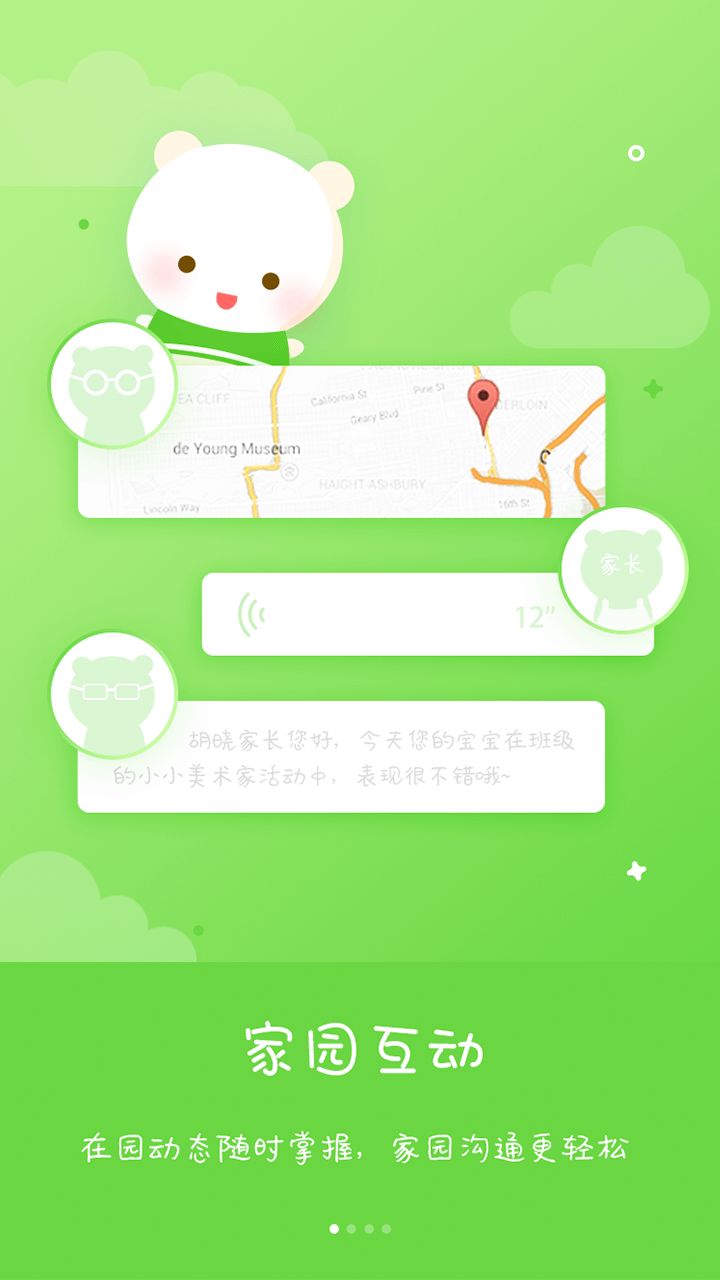 EA CLIFF
California St
Pine St
Geary Blvd
DERLOIN
de Young Museum
HAIGHT-ASHBURY
Lincoln Way
16th St
家长
12”
胡晓家长您好，今天您的宝宝在班级
的小小美术家活动中，表现很不错哦~
家园互动
在园动态随时掌握，家园沟通更轻松